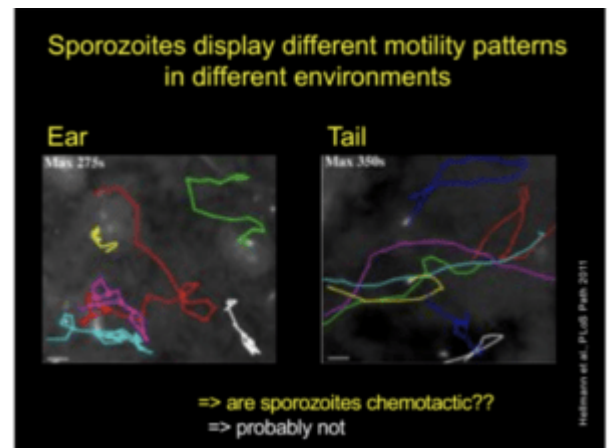 Sporozoites display different motility patterns
in different environments
Ear
Tail
Max 275s
Max 350s
Hellmann et al., PLoS Path 2011
=> are sporozoites chemotactic??
=> probably not